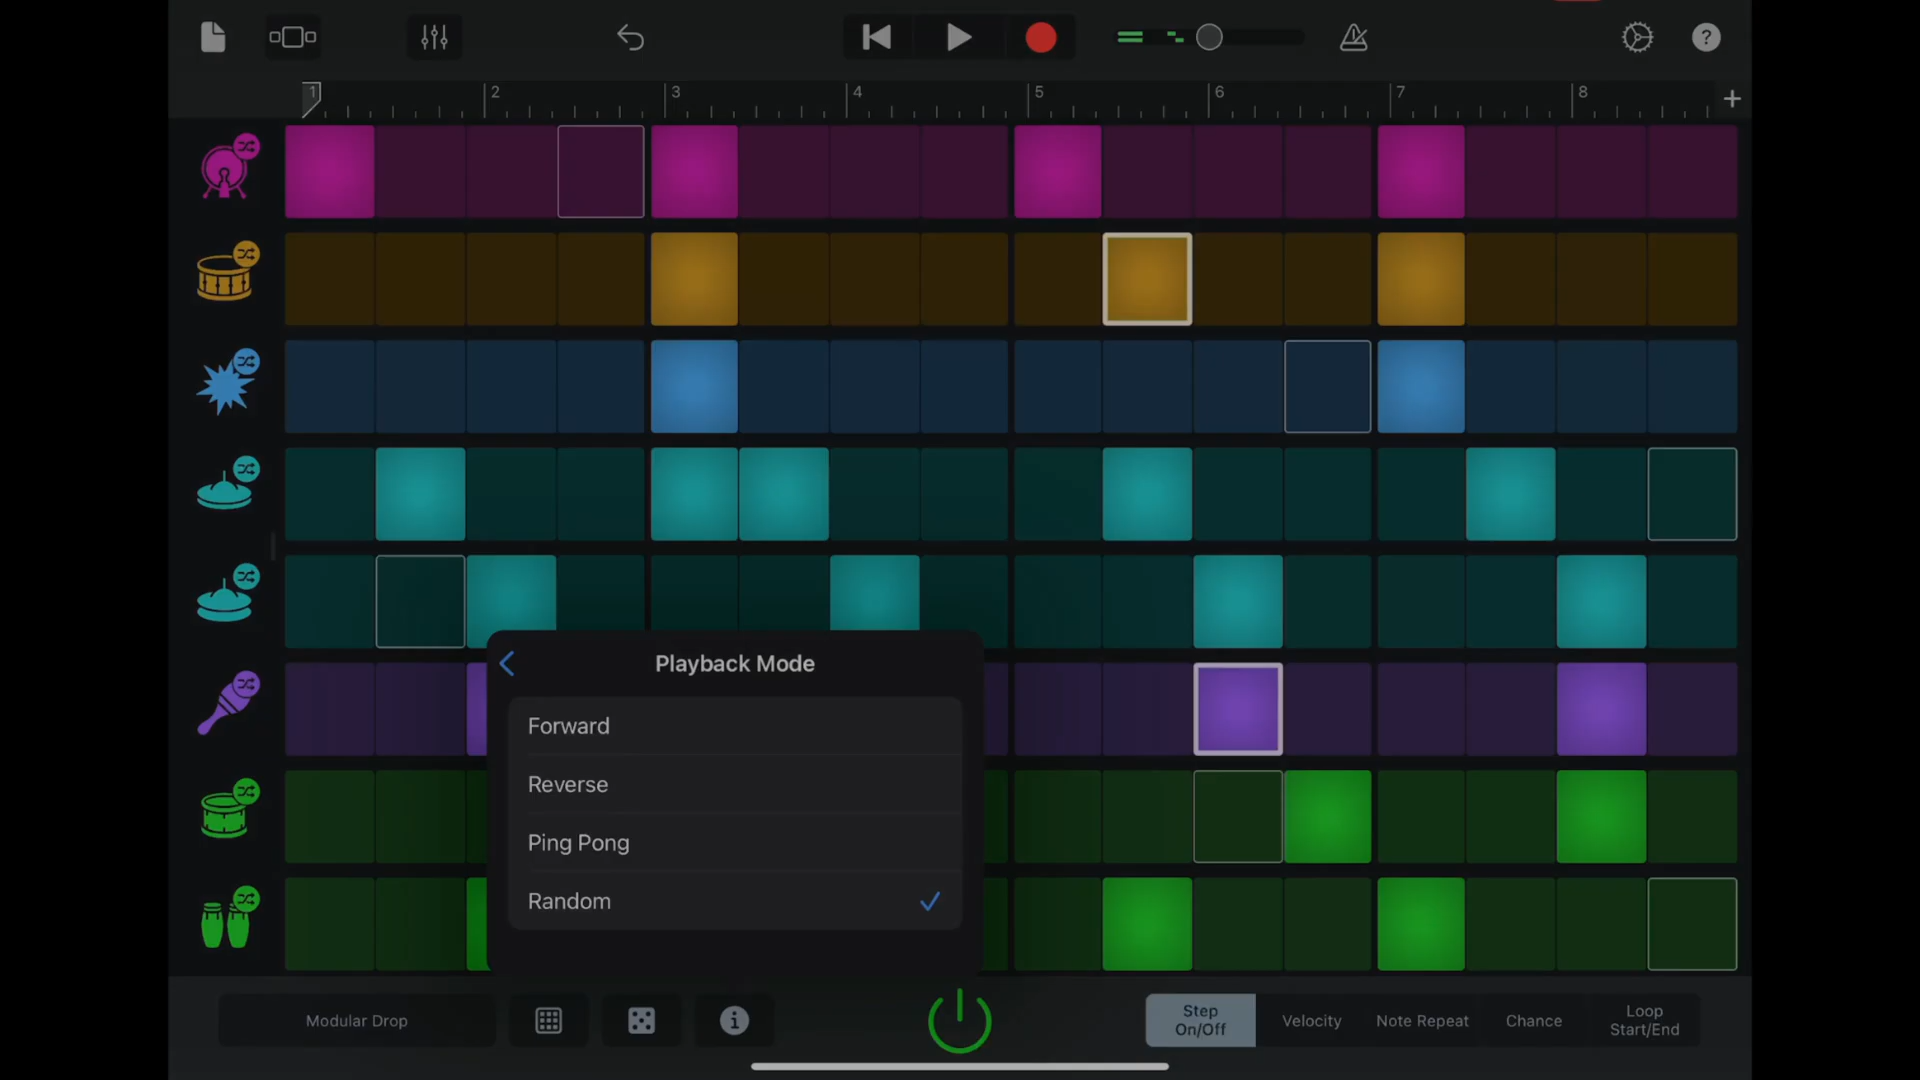 ?
1 2 3 4 5 6 7 8 +
Playback Mode
Forward
Reverse
Ping Pong
Random
Modular Drop
Step
On/Off
Velocity
Note Repeat
Chance
Loop
Start/End